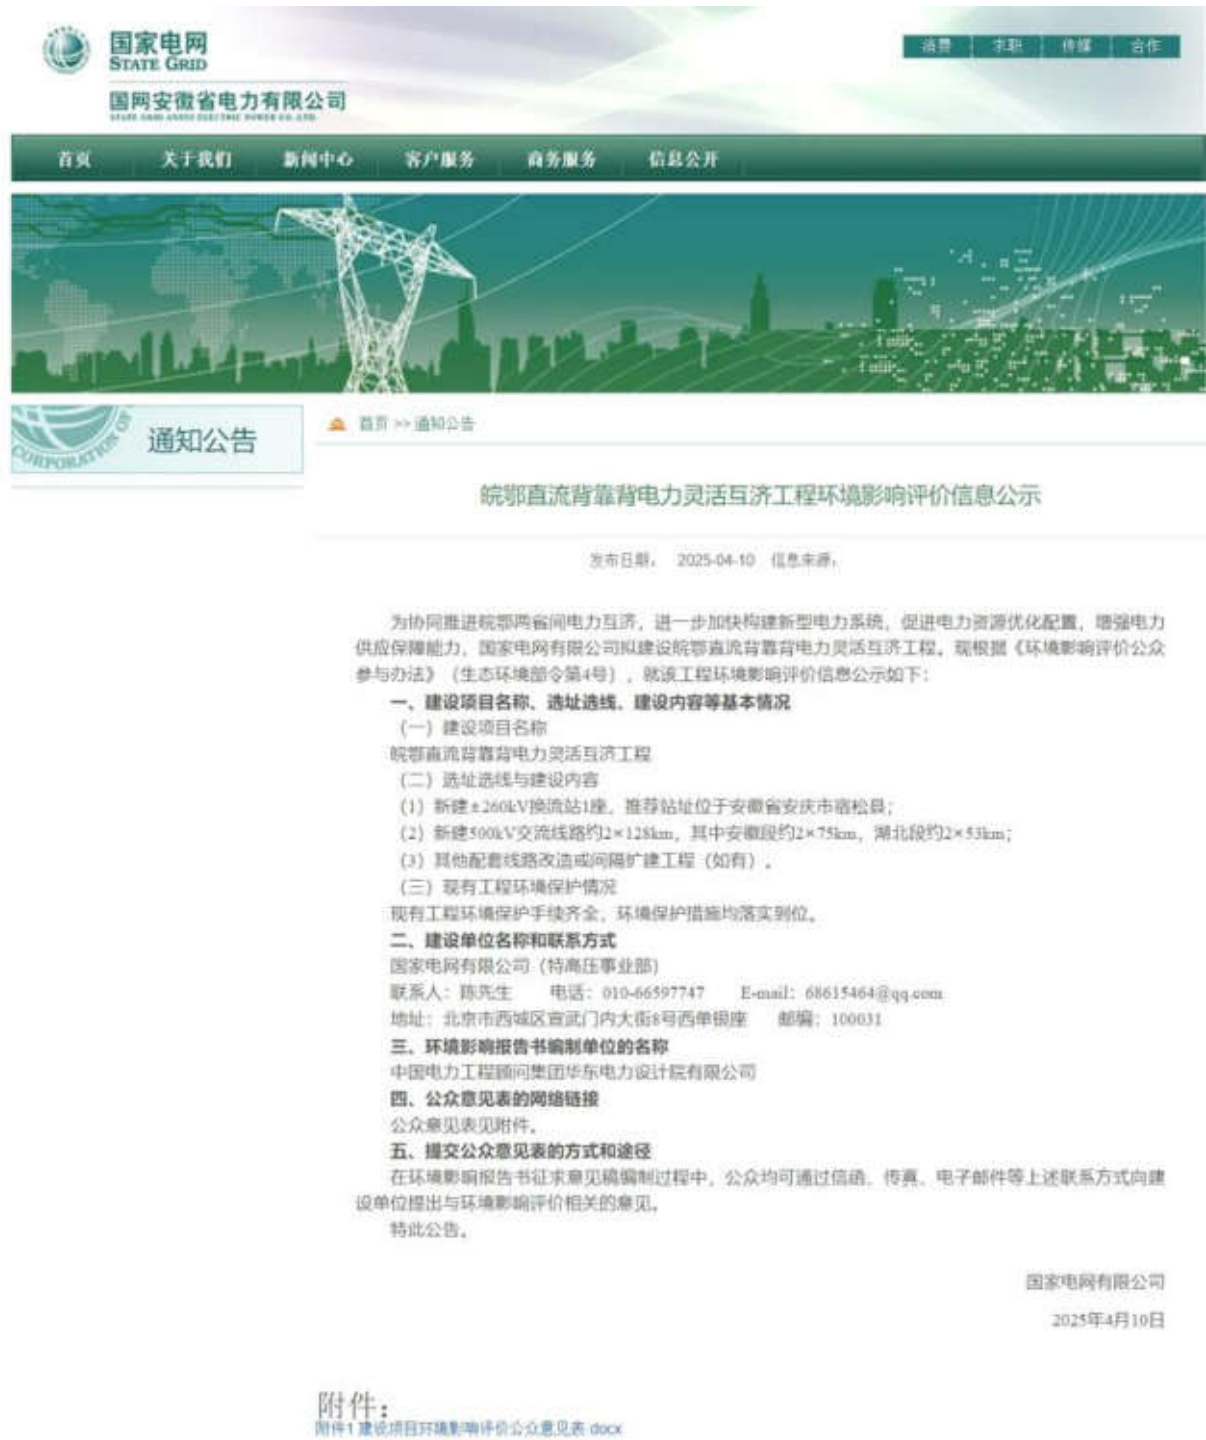 国家电网
STATE GRID
国网安徽省电力有限公司
STATE GRID ANHUI ELECTRIC POWER CO.,LTD.
消费 求职 传媒 合作
首页 关于我们 新闻中心 客户服务 商务服务 信息公开
CORPORATION OF
通知公告
首页 >> 通知公告
皖鄂直流背靠背电力灵活互济工程环境影响评价信息公示
发布日期： 2025-04-10 信息来源：
为协同推进皖鄂两省间电力互济，进一步加快构建新型电力系统，促进电力资源优化配置，增强电力
供应保障能力，国家电网有限公司拟建设皖鄂直流背靠背电力灵活互济工程。现根据《环境影响评价公众
参与办法》（生态环境部令第4号），就该工程环境影响评价信息公示如下：
一、建设项目名称、选址选线、建设内容等基本情况
（一）建设项目名称
皖鄂直流背靠背电力灵活互济工程
（二）选址选线与建设内容
（1）新建±260kV换流站1座，推荐站址位于安徽省安庆市宿松县；
（2）新建500kV交流线路约2×128km，其中安徽段约2×75km，湖北段约2×53km；
（3）其他配套线路改造或间隔扩建工程（如有）。
（三）现有工程环境保护情况
现有工程环境保护手续齐全，环境保护措施均落实到位。
二、建设单位名称和联系方式
国家电网有限公司（特高压事业部）
联系人：陈先生 电话：010-66597747 E-mail：68615464@qq.com
地址：北京市西城区宣武门内大街8号西单银座 邮编：100031
三、环境影响报告书编制单位的名称
中国电力工程顾问集团华东电力设计院有限公司
四、公众意见表的网络链接
公众意见表见附件。
五、提交公众意见表的方式和途径
在环境影响报告书征求意见稿编制过程中，公众均可通过信函、传真、电子邮件等上述联系方式向建
设单位提出与环境影响评价相关的意见。
特此公告。
国家电网有限公司
2025年4月10日
附件：
附件1 建设项目环境影响评价公众意见表.docx